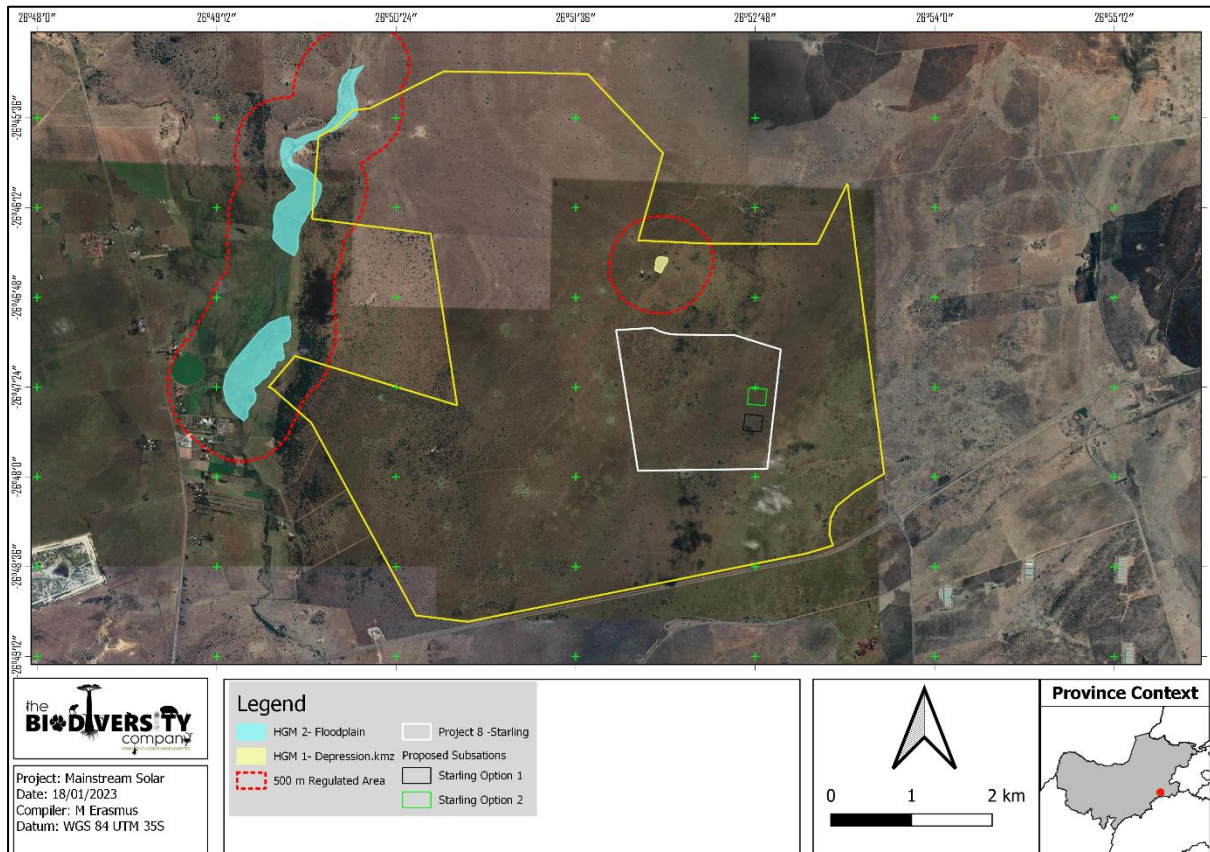 26°48'0" 26°49'12" 26°50'24" 26°51'36" 26°52'48" 26°54'0" 26°55'12"
-26°45'36"
-26°46'12"
-26°46'48"
-26°47'24"
-26°48'0"
-26°48'36"
-26°49'12"
the
BIODIVERSITY
company
Project: Mainstream Solar
Date: 18/01/2023
Compiler: M Erasmus
Datum: WGS 84 UTM 35S
Legend
HGM 2- Floodplain
HGM 1- Depression.kmz
500 m Regulated Area
Project 8 -Starling
Proposed Subsations
Starling Option 1
Starling Option 2
0 1 2 km
Province Context